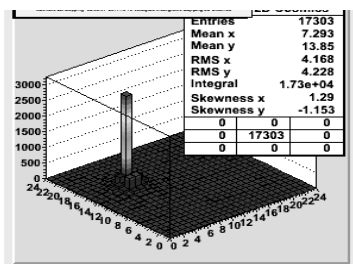 Entries 17303
Mean x 7.293
Mean y 13.85
RMS x 4.168
RMS y 4.228
Integral 1.73e+04
Skewness x 1.29
Skewness y -1.153
0 0 0
0 17303 0
0 0 0
3000
2500
2000
1500
1000
500
0
24 22 20 18 16 14 12 10 8 6 4 2 0
0 2 4 6 8 10 12 14 16 18 20 22 24